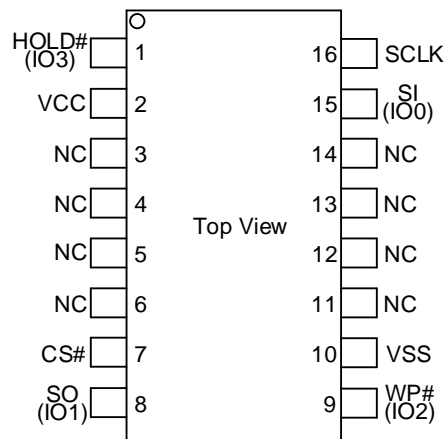 HOLD#
(IO3) 1 16 SCLK
VCC 2 15 SI
(IO0)
NC 3 14 NC
NC 4 13 NC
Top View
NC 5 12 NC
NC 6 11 NC
CS# 7 10 VSS
SO
(IO1) 8 9 WP#
(IO2)